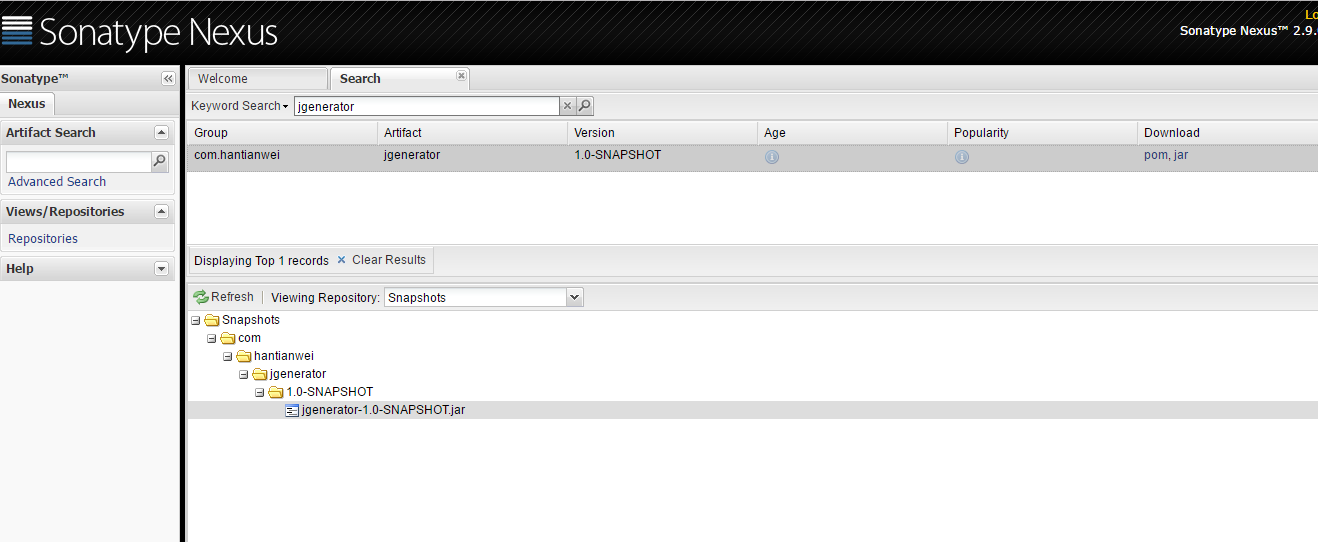 Sonatype Nexus
Sonatype Nexus™ 2.9.
Sonatype™
Nexus
Artifact Search
Advanced Search
Views/Repositories
Repositories
Help
Welcome
Search
Keyword Search
jgenerator
Group Artifact Version Age Popularity Download
com.hantianwei jgenerator 1.0-SNAPSHOT pom, jar
Displaying Top 1 records Clear Results
Refresh Viewing Repository: Snapshots
Snapshots
com
hantianwei
jgenerator
1.0-SNAPSHOT
jgenerator-1.0-SNAPSHOT.jar